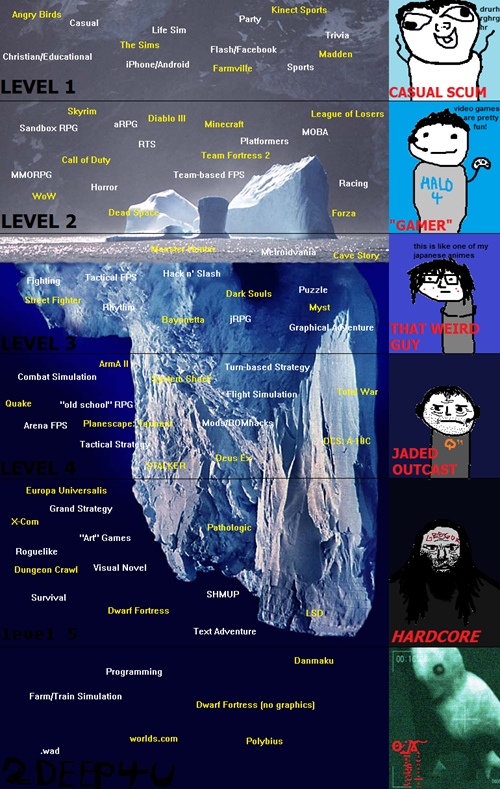 Angry Birds
Casual
Life Sim
Party
Kinect Sports
Trivia
The Sims
Flash/Facebook
Madden
Christian/Educational
iPhone/Android
Farmville
Sports
LEVEL 1
drurh
rghrg
hr
CASUAL SCUM
Skyrim
Sandbox RPG
aRPG
Diablo III
Minecraft
League of Losers
MOBA
RTS
Platformers
Call of Duty
Team Fortress 2
MMORPG
Horror
Team-based FPS
Racing
WoW
Dead Space
Forza
LEVEL 2
video games
are pretty
fun!
HALO
4
"GAMER"
Monster Hunter
Metroidvania
Cave Story
Fighting
Tactical FPS
Hack n' Slash
Dark Souls
Puzzle
Street Fighter
Rhythm
Myst
Bayonetta
jRPG
Graphical Adventure
LEVEL 3
this is like one of my
japanese animes
THAT WEIRD
GUY
ArmA II
Combat Simulation
System Shock
Turn-based Strategy
Flight Simulation
Total War
Quake
"old school" RPG
Arena FPS
Planescape: Torment
Mods/ROMhacks
Tactical Strategy
DCS: A-10C
STALKER
Deus Ex
LEVEL 4
JADED
OUTCAST
Europa Universalis
Grand Strategy
X-Com
"Art" Games
Pathologic
Roguelike
Dungeon Crawl
Visual Novel
Survival
SHMUP
Dwarf Fortress
LSD
Text Adventure
level 5
HARDCORE
Danmaku
Programming
Farm/Train Simulation
Dwarf Fortress (no graphics)
worlds.com
Polybius
.wad
2DEEP4U